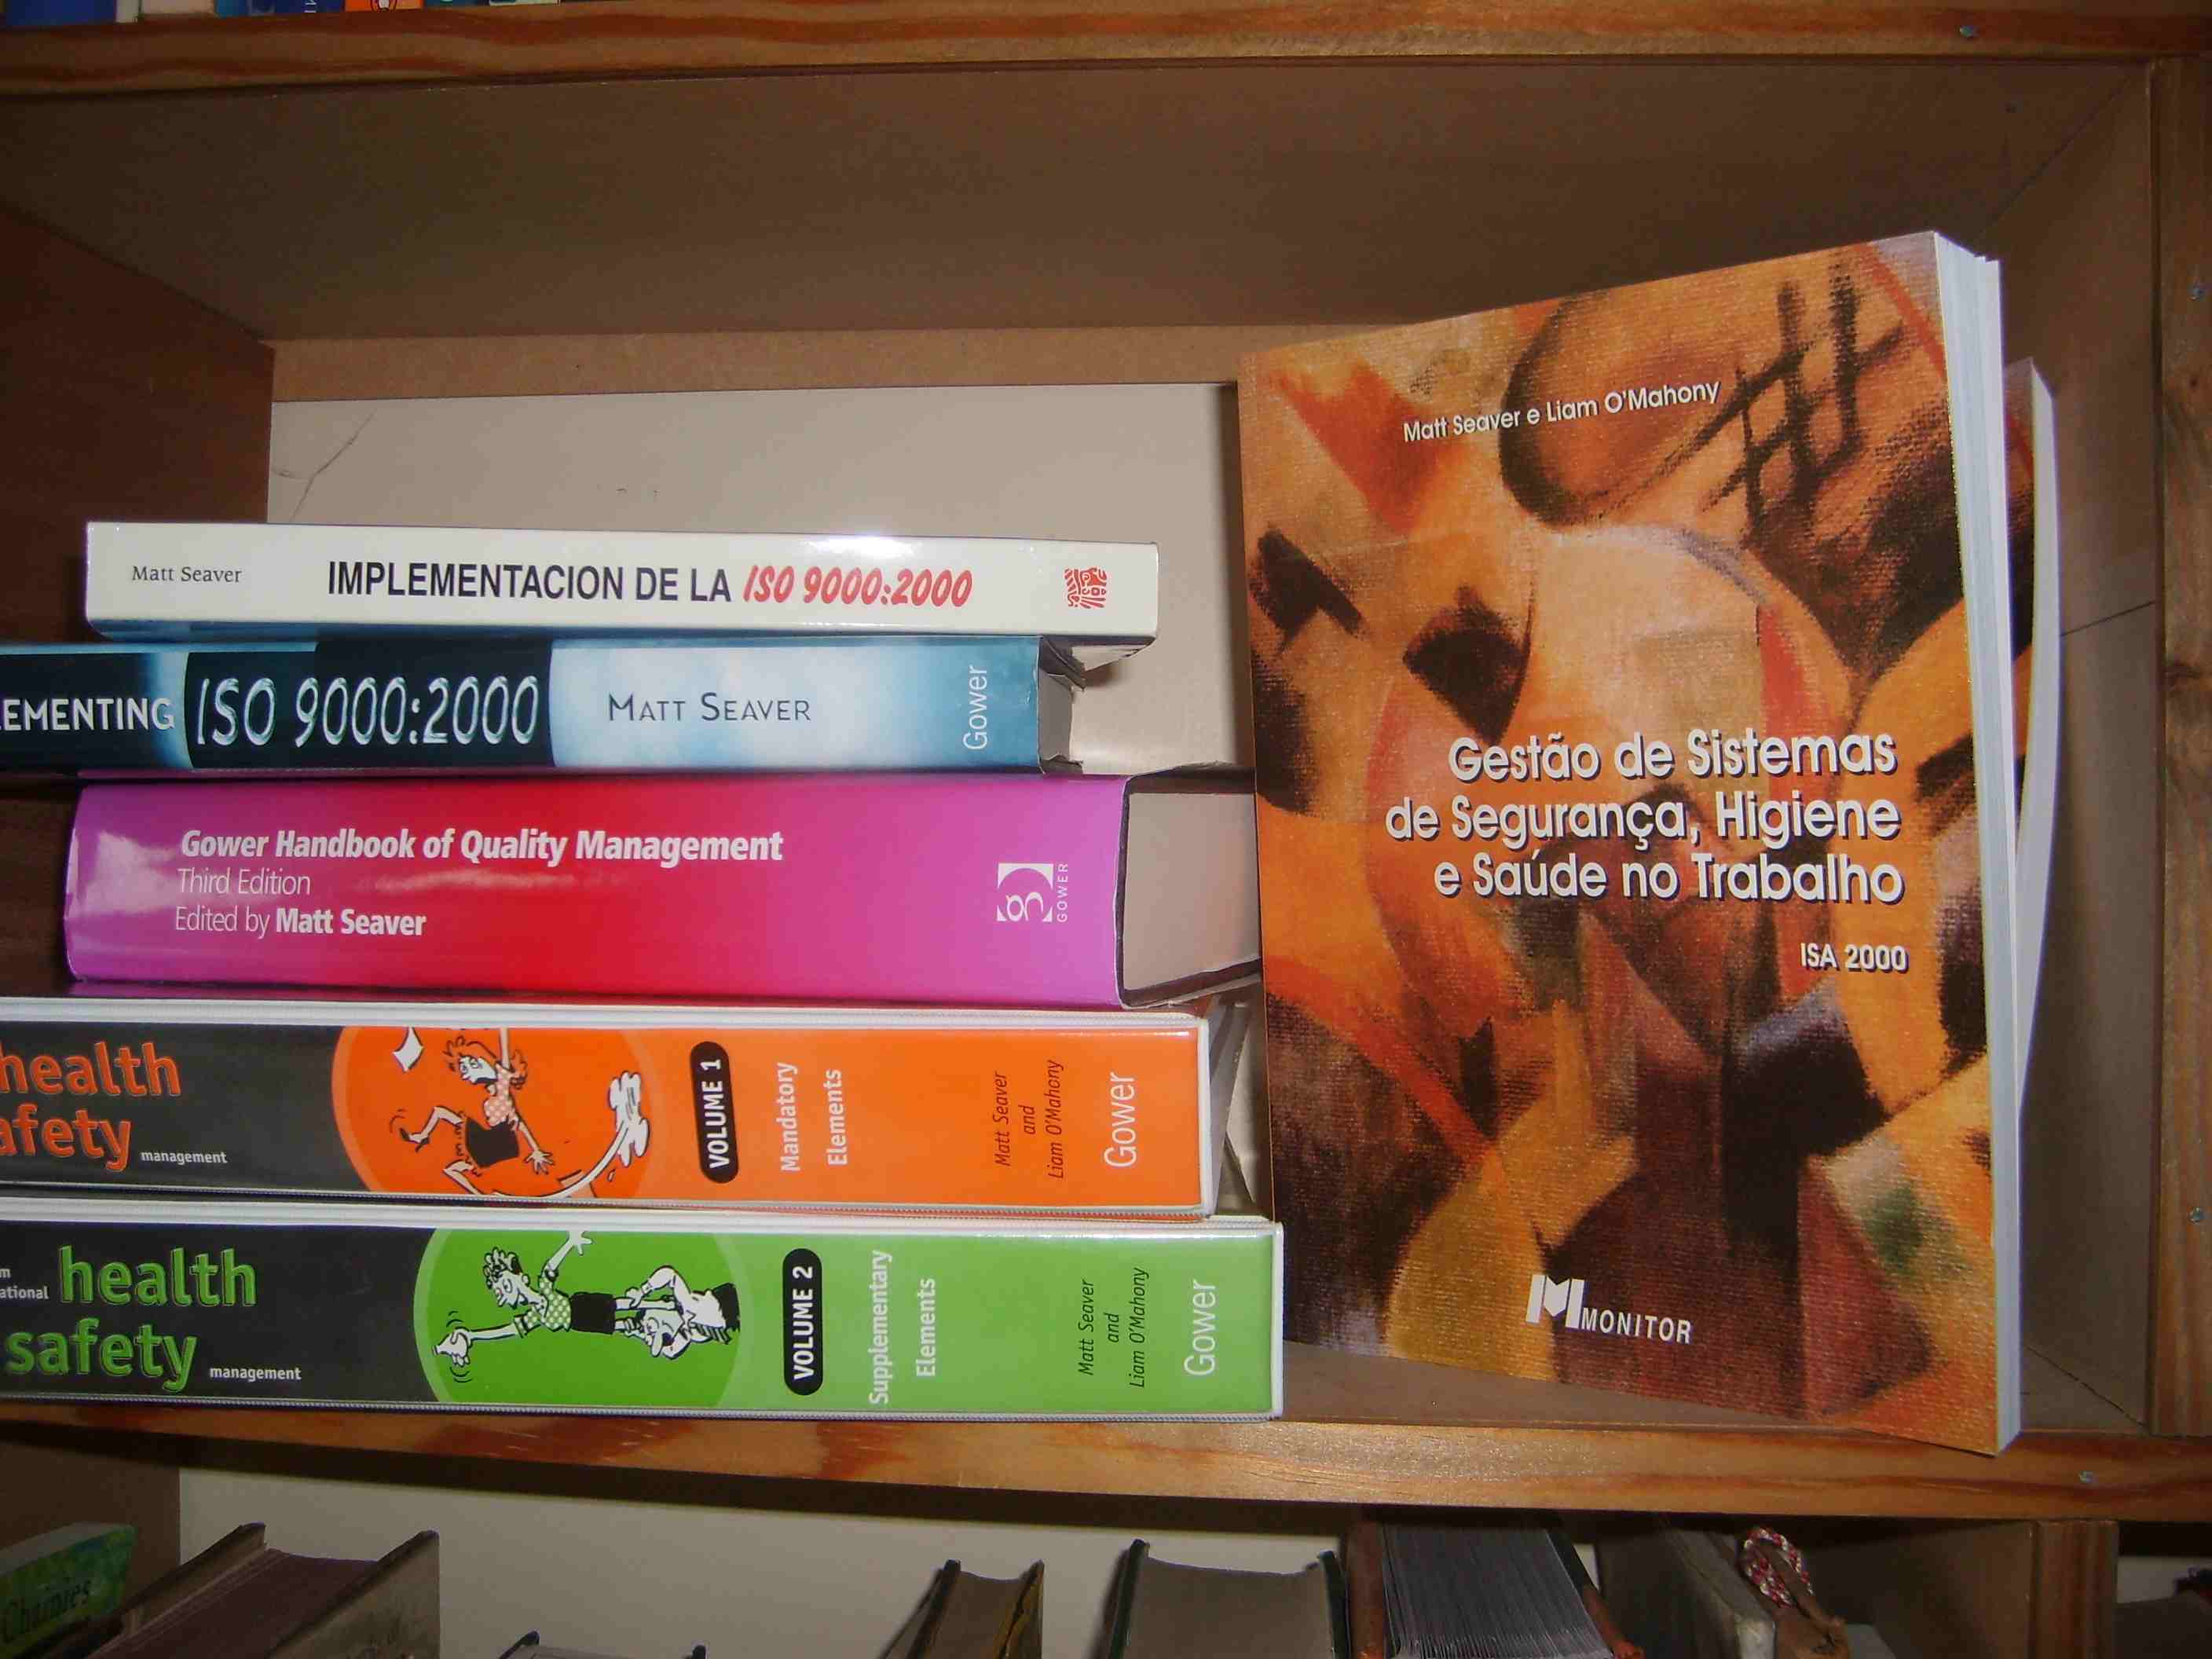 Matt Seaver IMPLEMENTACION DE LA ISO 9000:2000
EMENTING ISO 9000:2000 MATT SEAVER Gower
Gower Handbook of Quality Management
Third Edition
Edited by Matt Seaver
GOWER
health
afety management
VOLUME 1
Mandatory
Elements
Matt Seaver
and
Liam O'Mahony
Gower
ational health
safety management
VOLUME 2
Supplementary
Elements
Matt Seaver
and
Liam O'Mahony
Gower
Matt Seaver e Liam O'Mahony
Gestão de Sistemas
de Segurança, Higiene
e Saúde no Trabalho
ISA 2000
MONITOR